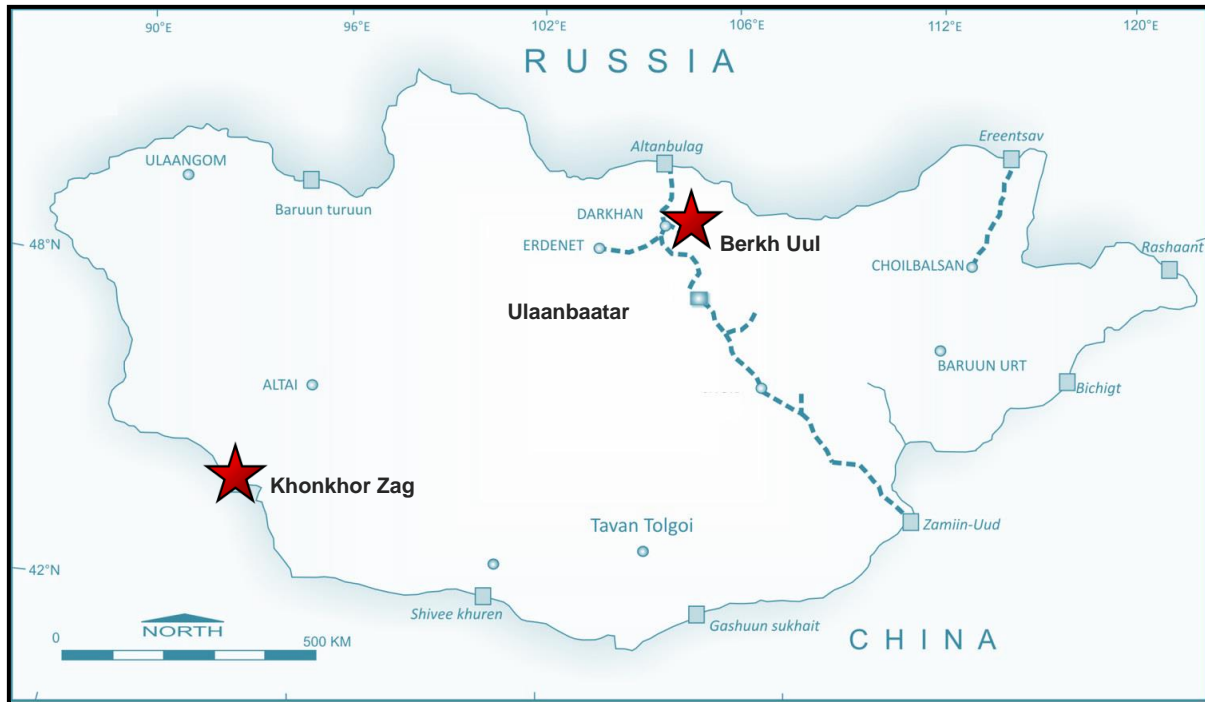 90°E
96°E
102°E
106°E
112°E
120°E
RUSSIA
Altanbulag
Ereentsav
ULAANGOM
Baruun turuun
DARKHAN
48°N
ERDENET
Berkh Uul
Rashaant
CHOILBALSAN
Ulaanbaatar
BARUUN URT
ALTAI
Bichigt
Khonkhor Zag
Tavan Tolgoi
Zamiin-Uud
42°N
Shivee khuren
Gashuun sukhait
NORTH
0
500 KM
CHINA